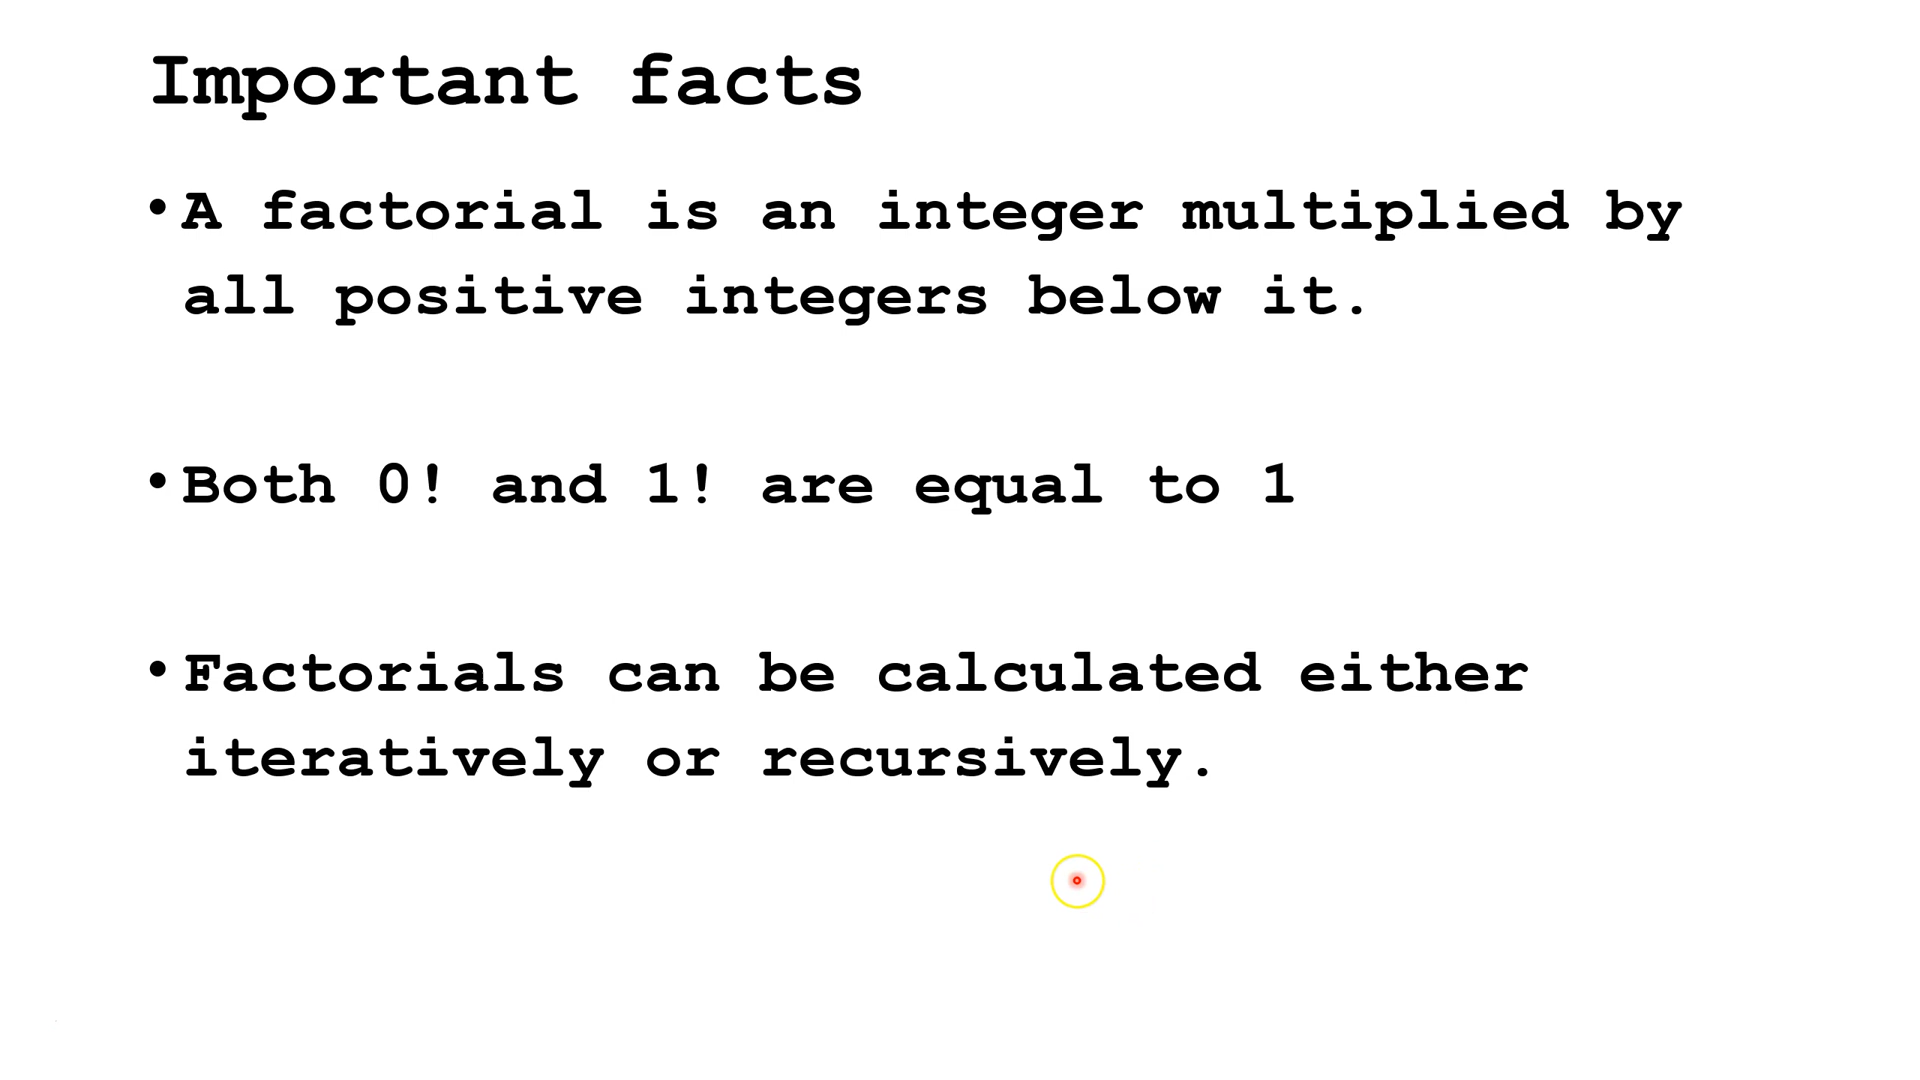 Important facts
• A factorial is an integer multiplied by
all positive integers below it.
• Both 0! and 1! are equal to 1
• Factorials can be calculated either
iteratively or recursively.